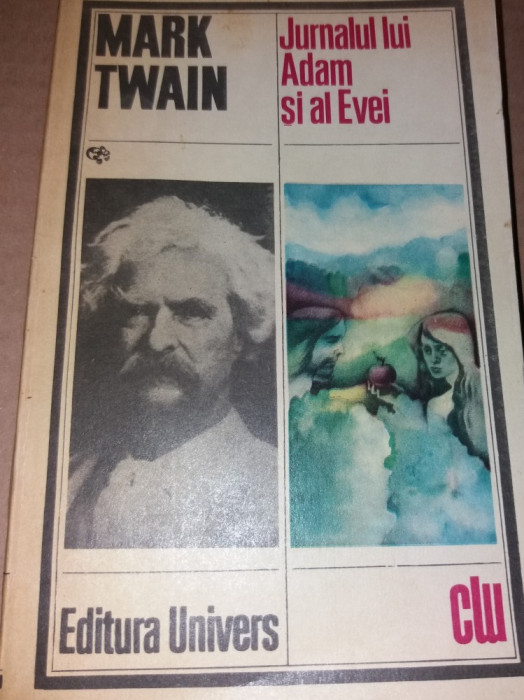 MARK
TWAIN
Jurnalul lui
Adam
și al Evei
Editura Univers
clu